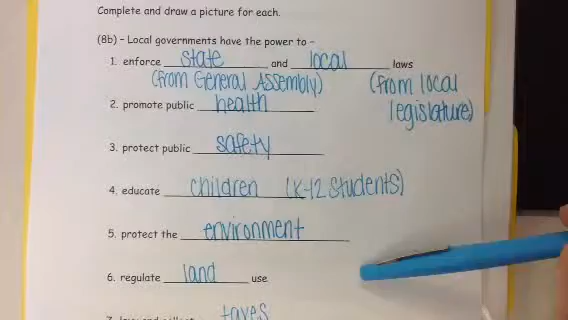 Complete and draw a picture for each.
(8b) – Local governments have the power to –
1. enforce state and local laws
(from General Assembly) (from local legislature)
2. promote public health
3. protect public safety
4. educate children (K-12 students)
5. protect the environment
6. regulate land use
taxes